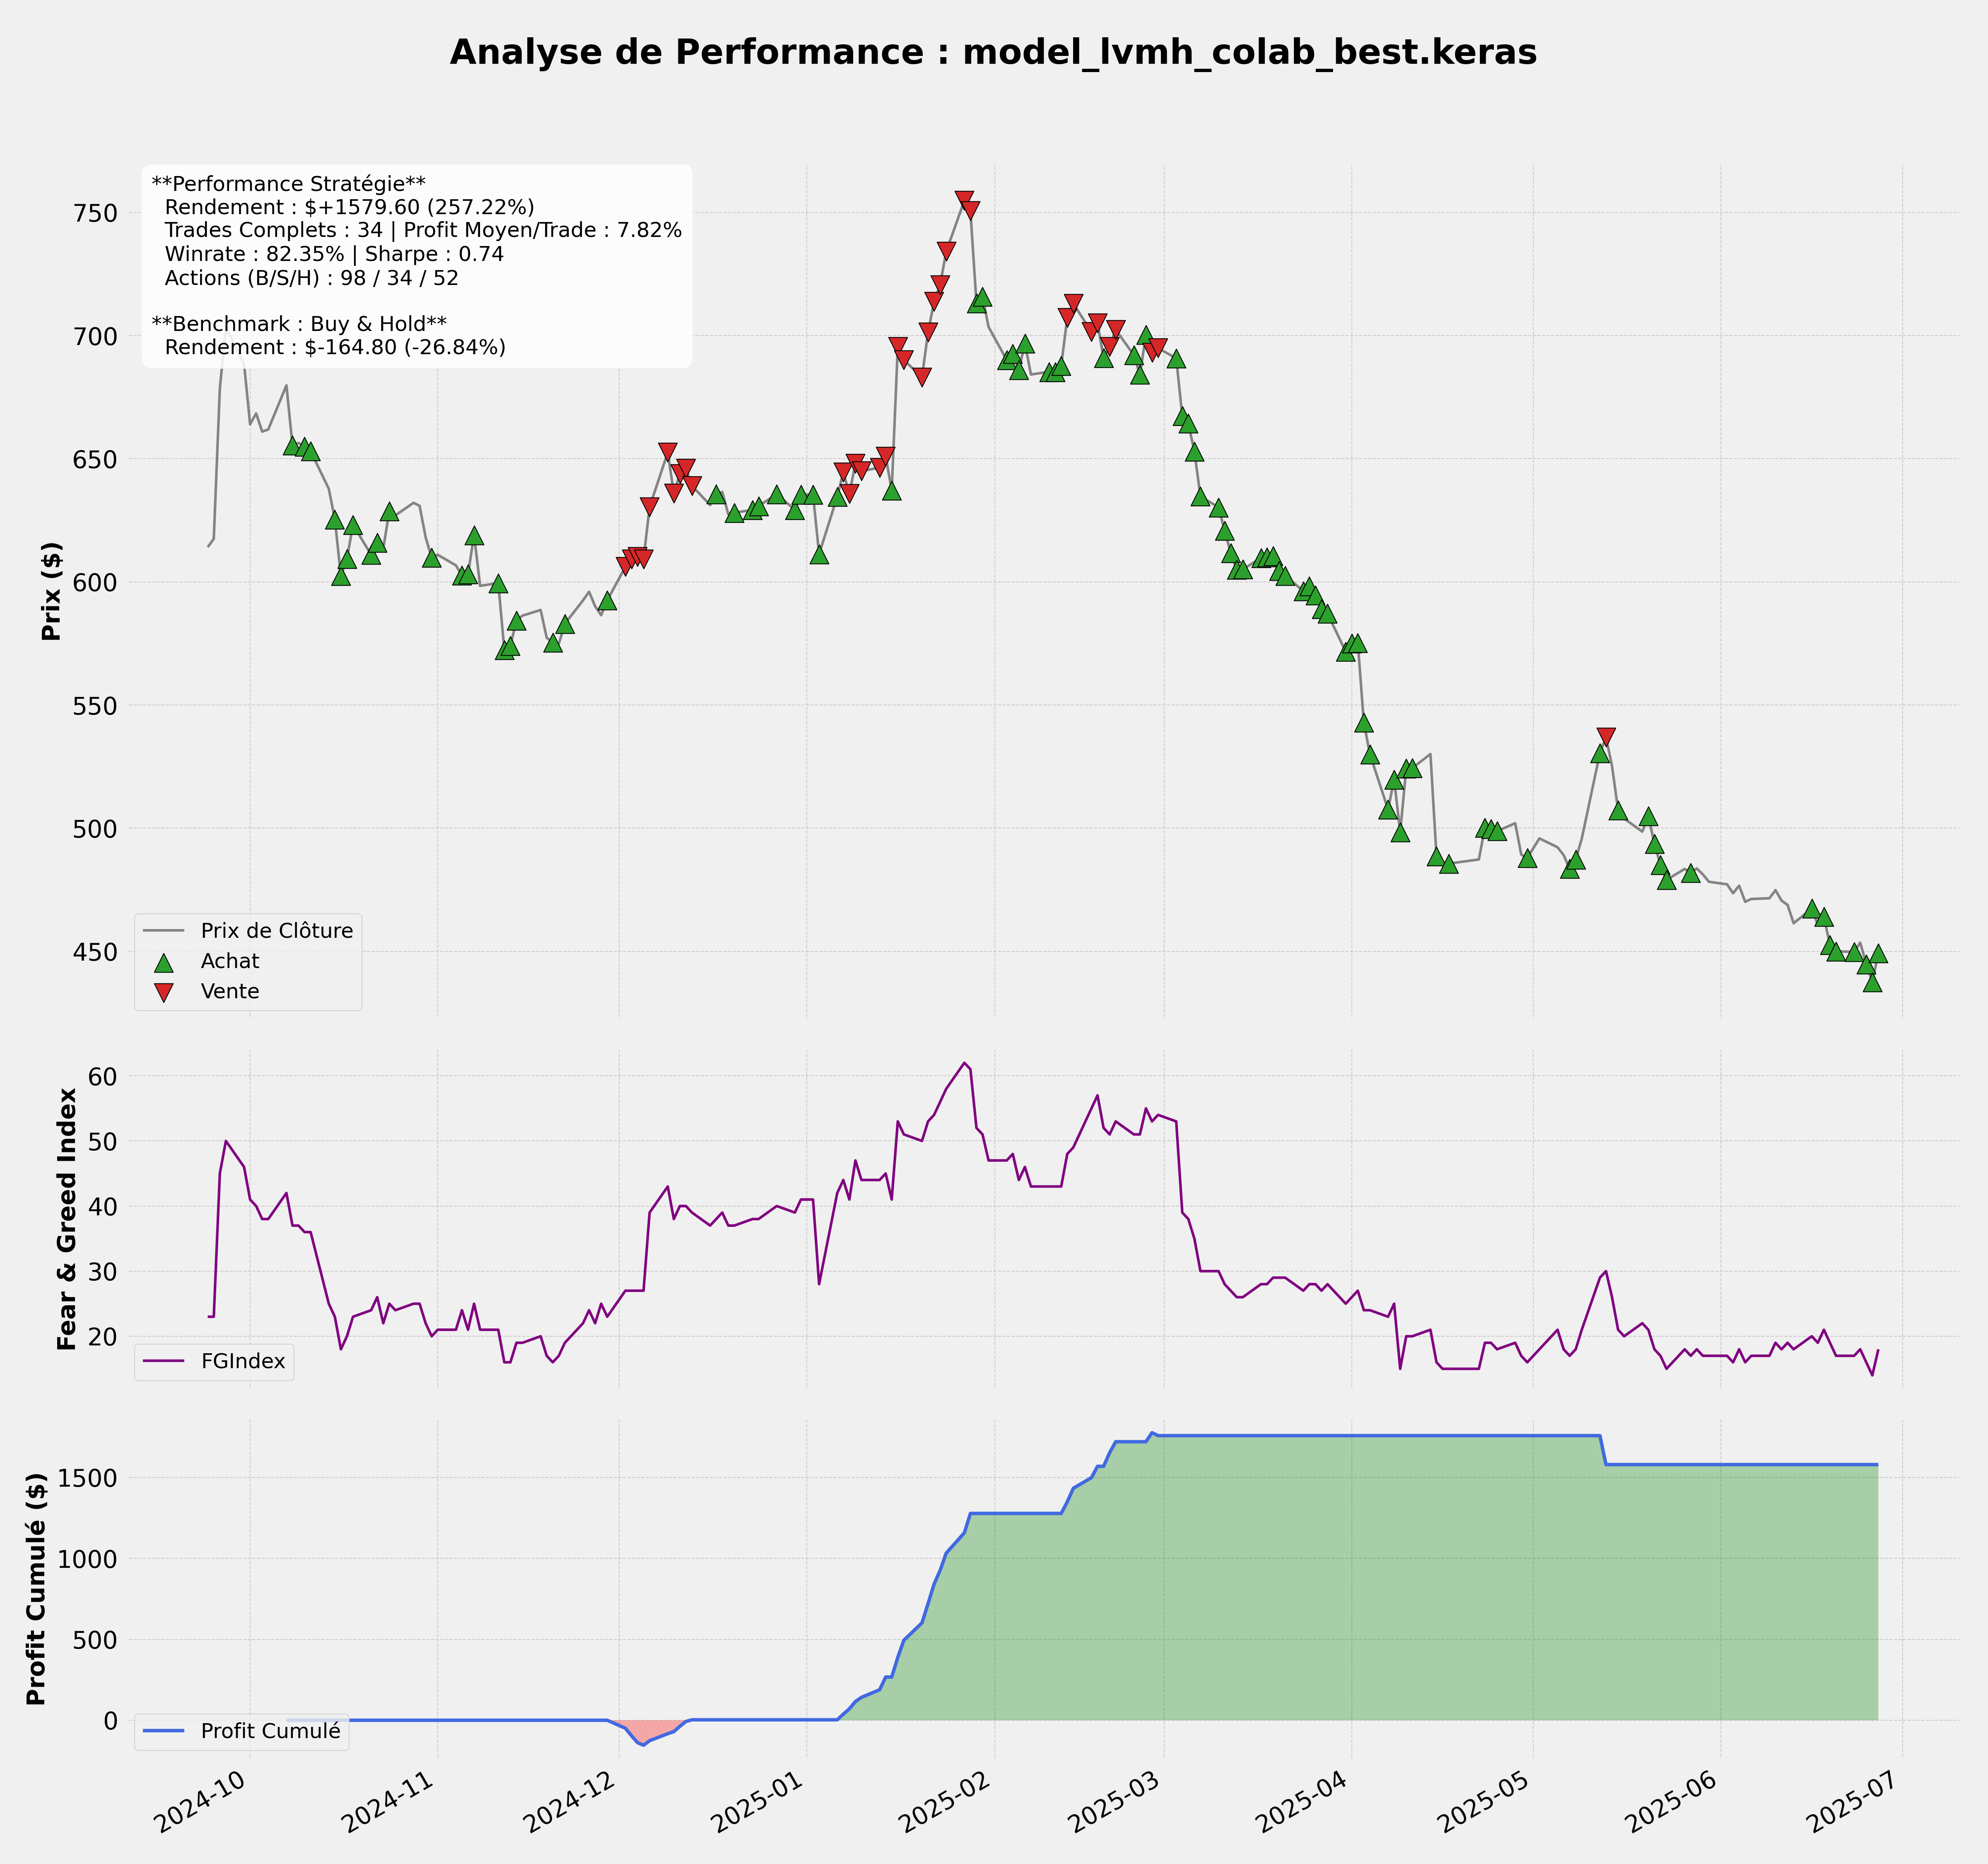 Analyse de Performance : model_lvmh_colab_best.keras
**Performance Stratégie**
Rendement : $+1579.60 (257.22%)
Trades Complets : 34 | Profit Moyen/Trade : 7.82%
Winrate : 82.35% | Sharpe : 0.74
Actions (B/S/H) : 98 / 34 / 52
**Benchmark : Buy & Hold**
Rendement : $-164.80 (-26.84%)
Prix ($)
750
700
650
600
550
500
450
Prix de Clôture
Achat
Vente
Fear & Greed Index
60
50
40
30
20
FGIndex
Profit Cumulé ($)
1500
1000
500
0
Profit Cumulé
2024-10
2024-11
2024-12
2025-01
2025-02
2025-03
2025-04
2025-05
2025-06
2025-07